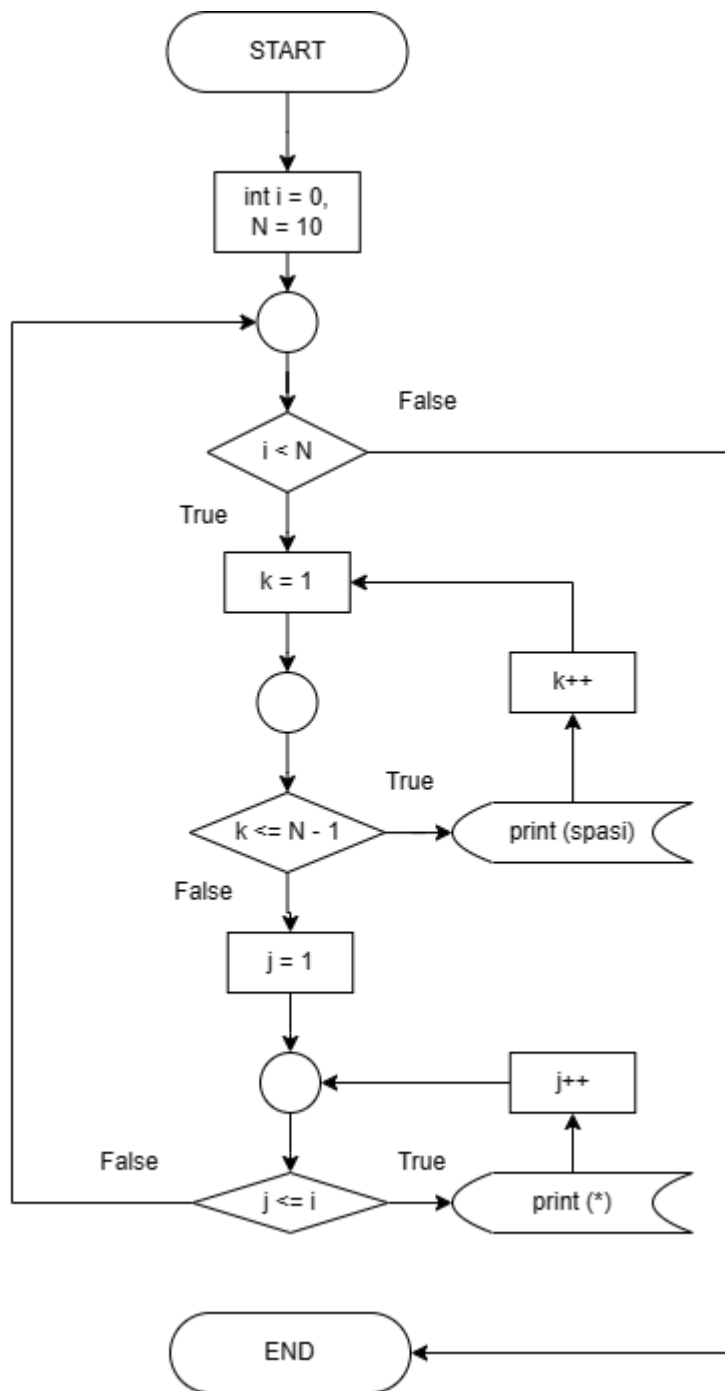 START
int i = 0,
N = 10
False
i < N
True
k = 1
k++
True
k <= N - 1
print (spasi)
False
j = 1
j++
False
True
j <= i
print (*)
END